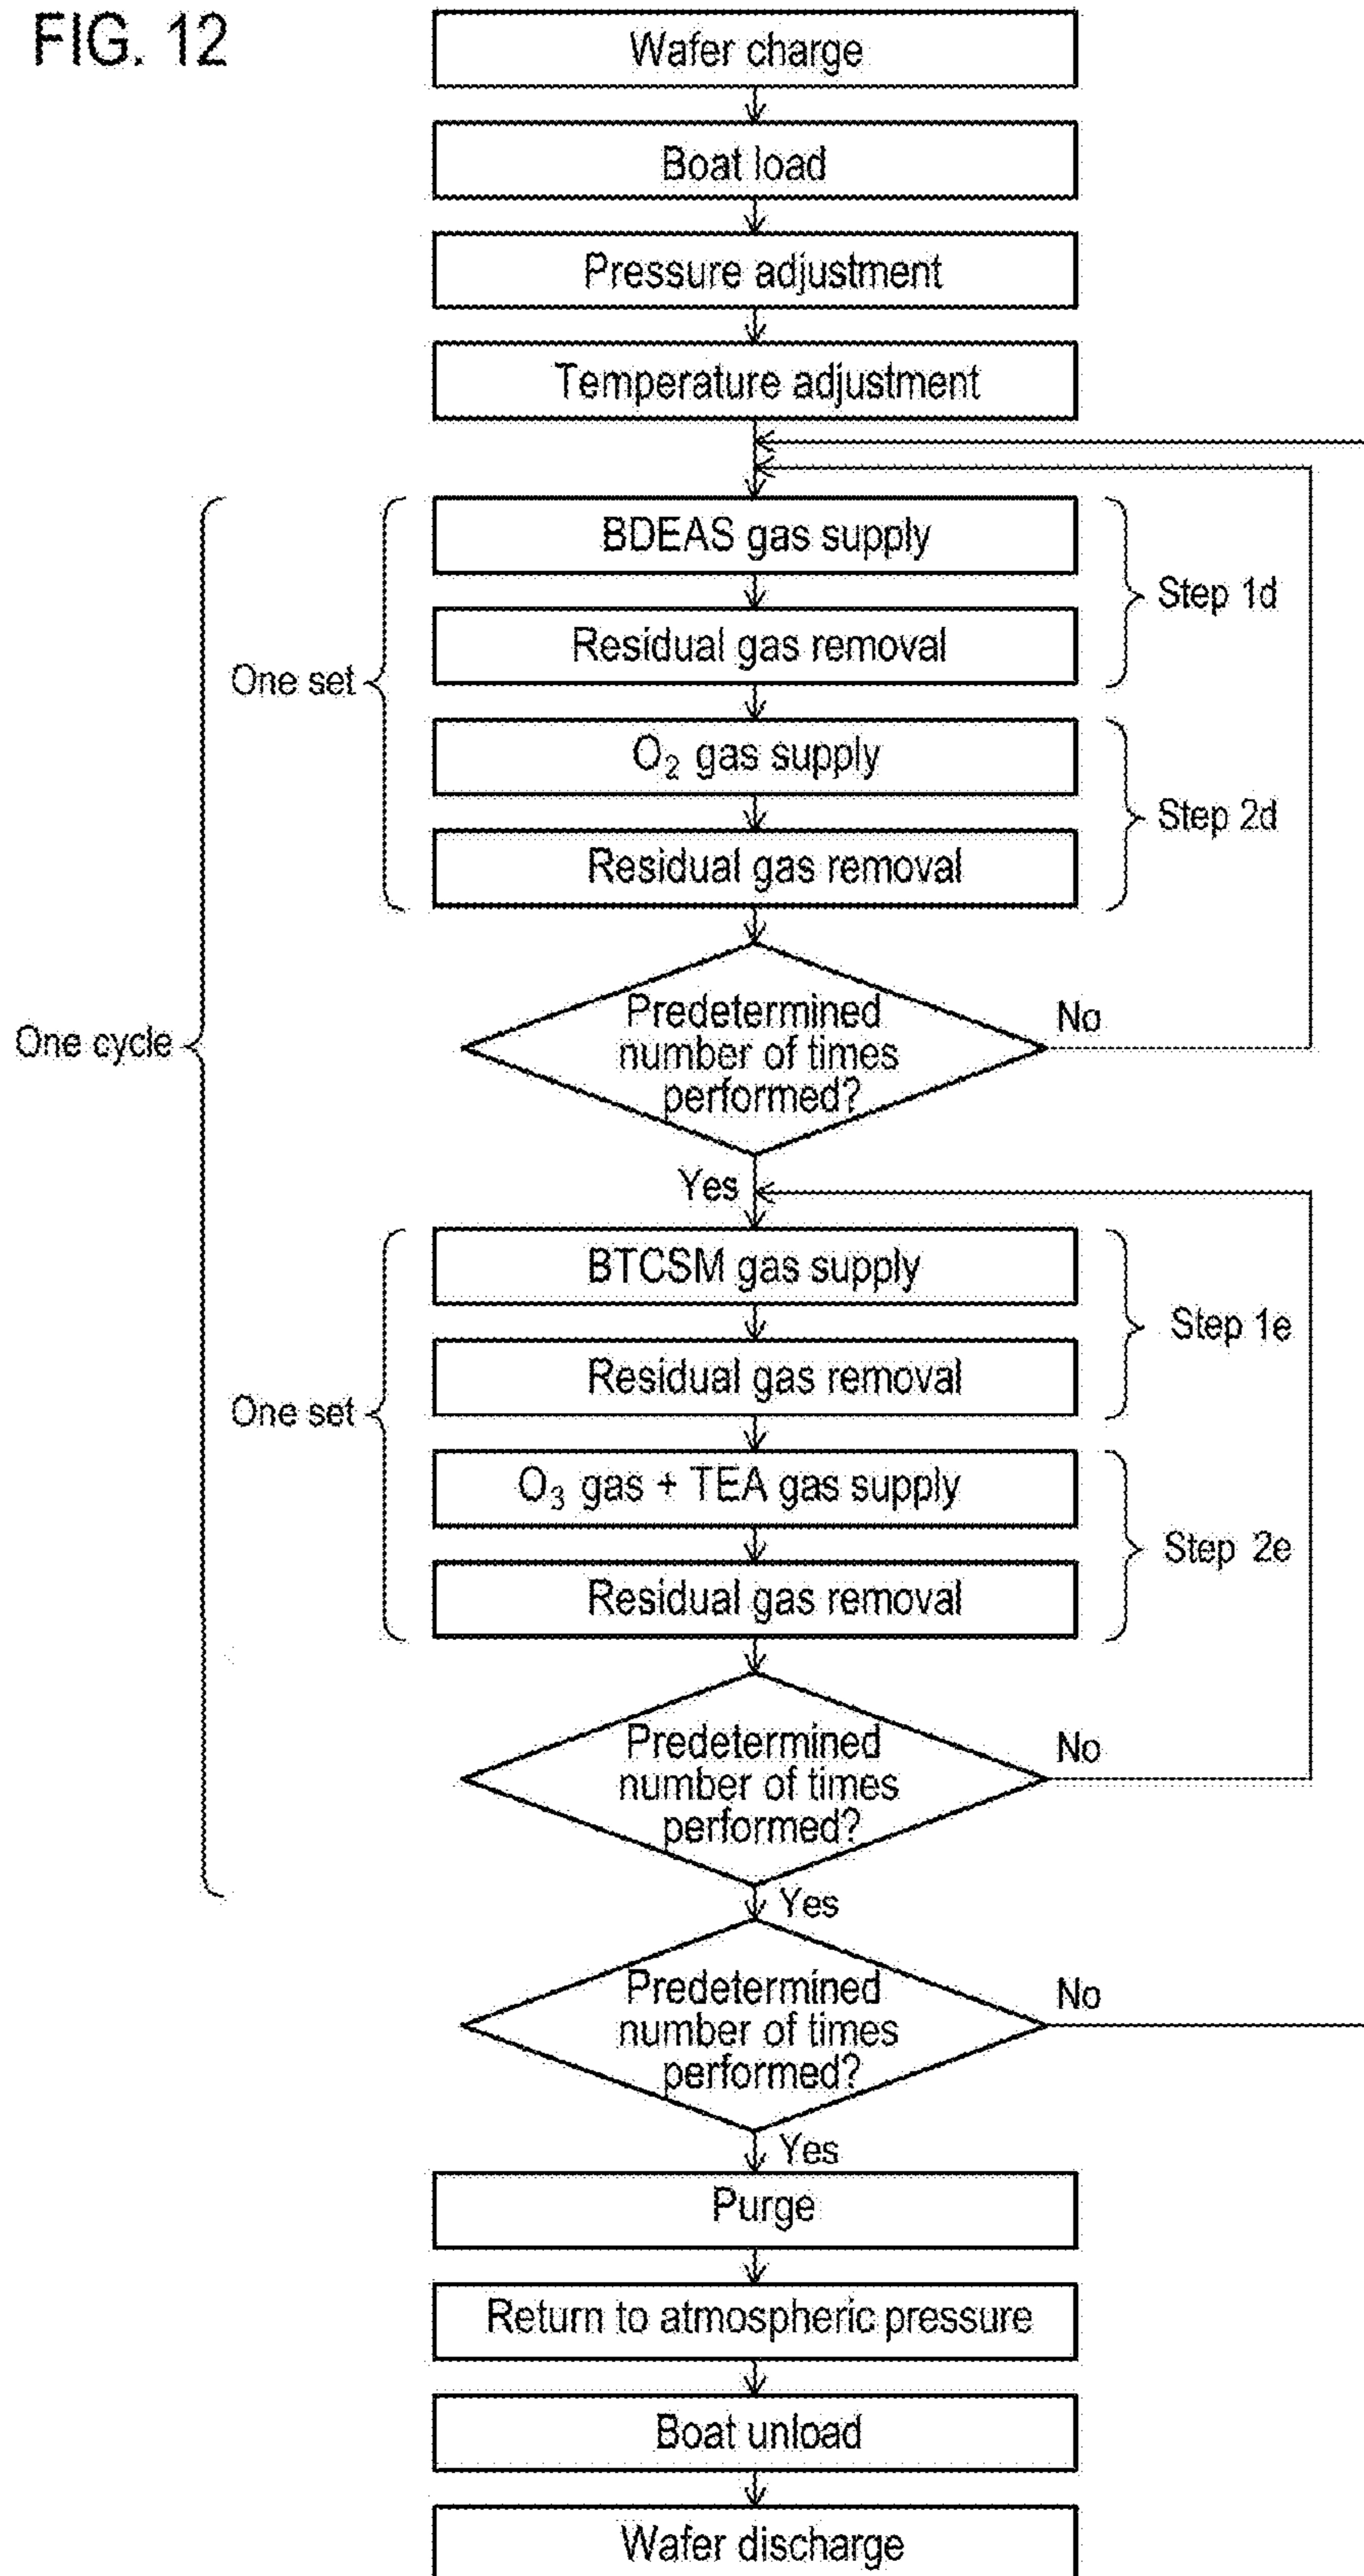 FIG. 12
Wafer charge
Boat load
Pressure adjustment
Temperature adjustment
BDEAS gas supply
Step 1d
Residual gas removal
One set
O₂ gas supply
Step 2d
Residual gas removal
Predetermined
number of times
performed?
No
One cycle
Yes
BTCSM gas supply
Step 1e
Residual gas removal
One set
O₃ gas + TEA gas supply
Step 2e
Residual gas removal
Predetermined
number of times
performed?
No
Yes
Predetermined
number of times
performed?
No
Yes
Purge
Return to atmospheric pressure
Boat unload
Wafer discharge